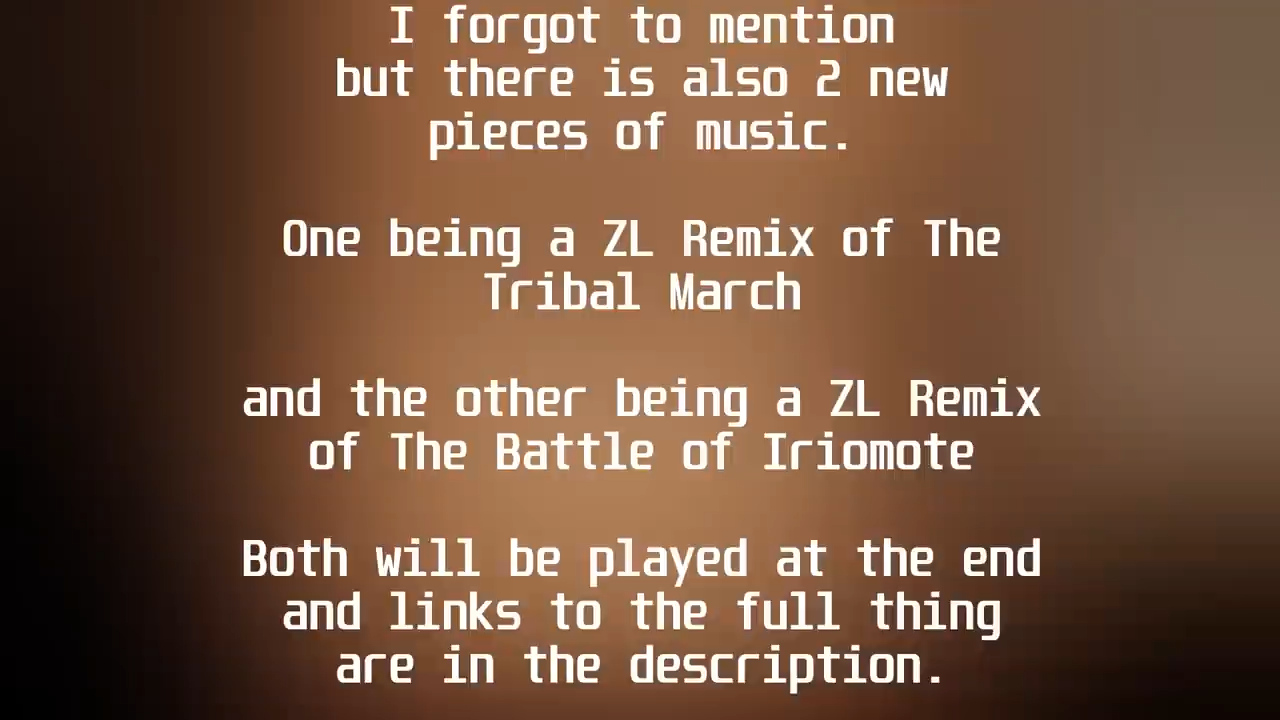 I forgot to mention
but there is also 2 new
pieces of music.
One being a ZL Remix of The
Tribal March
and the other being a ZL Remix
of The Battle of Iriomote
Both will be played at the end
and links to the full thing
are in the description.